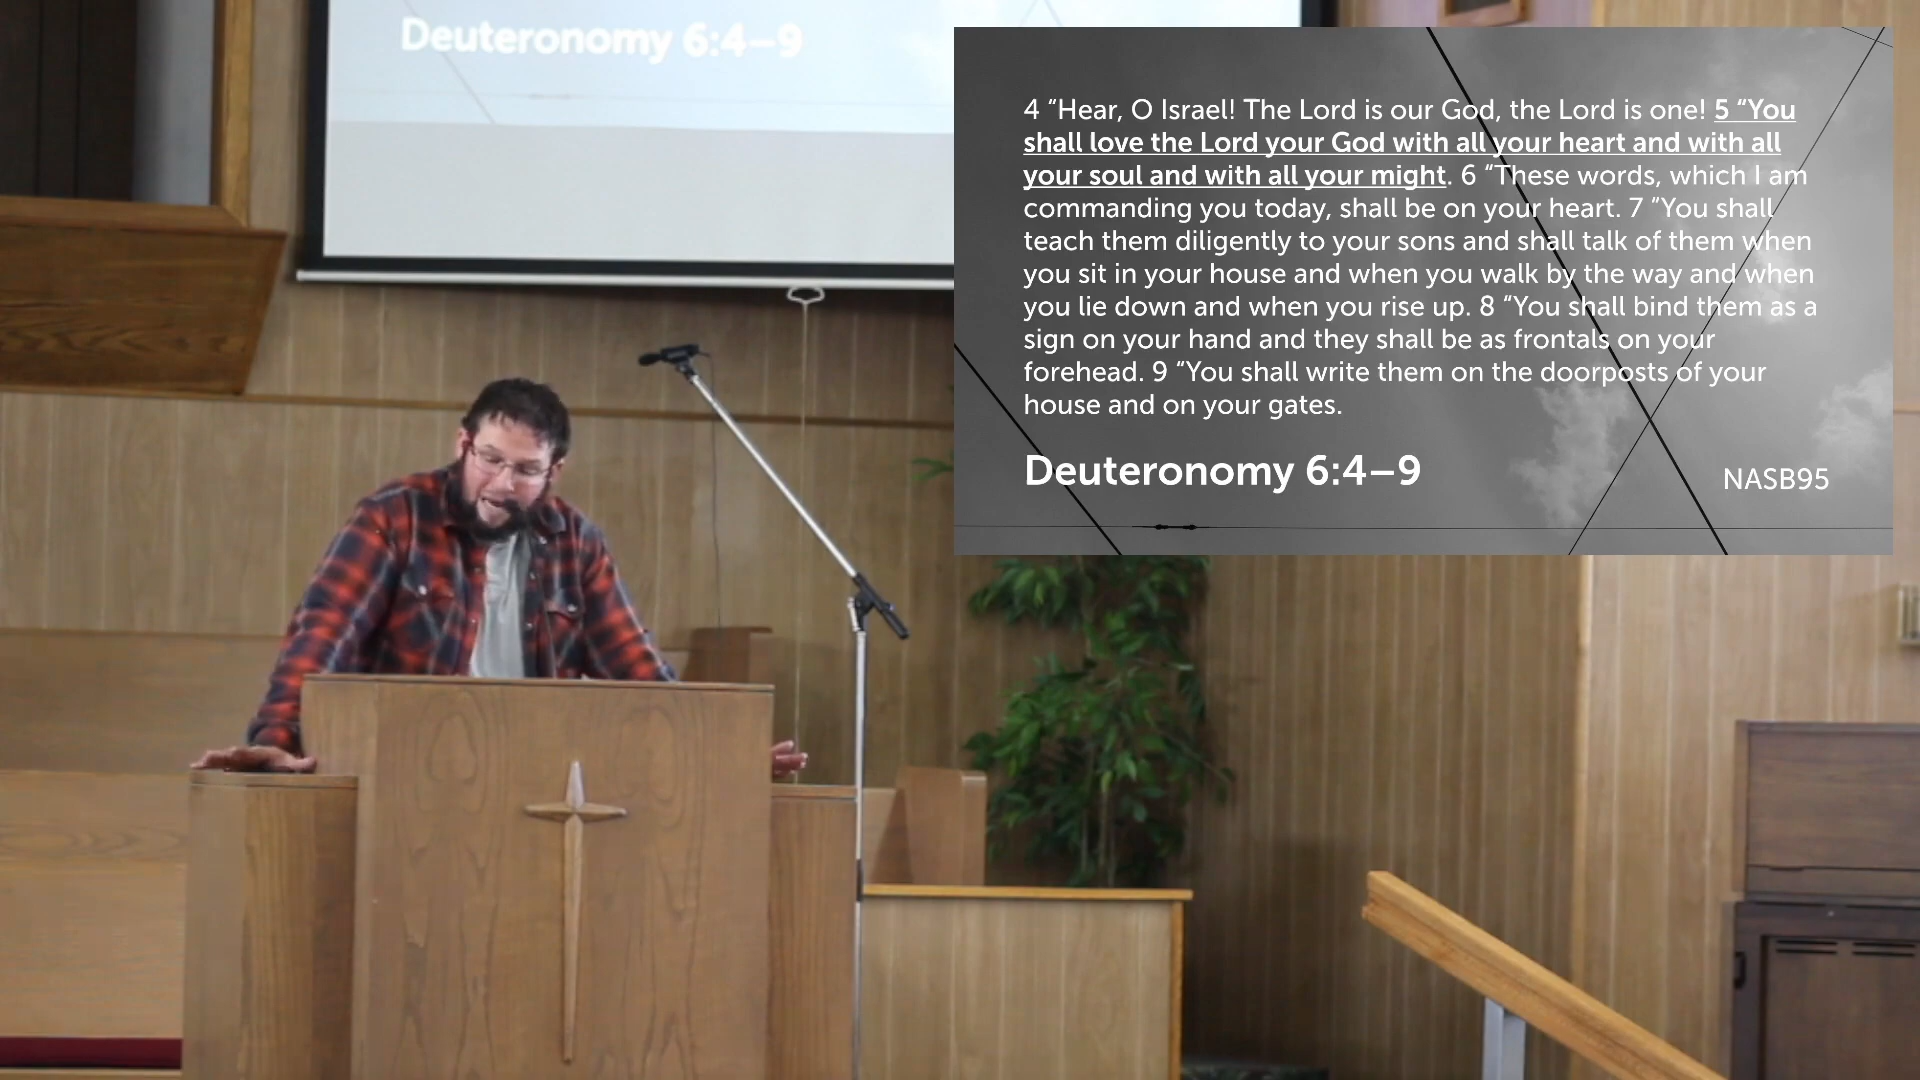 Deuteronomy 6:4–9
4 “Hear, O Israel! The Lord is our God, the Lord is one! 5 “You
shall love the Lord your God with all your heart and with all
your soul and with all your might. 6 “These words, which I am
commanding you today, shall be on your heart. 7 “You shall
teach them diligently to your sons and shall talk of them when
you sit in your house and when you walk by the way and when
you lie down and when you rise up. 8 “You shall bind them as a
sign on your hand and they shall be as frontals on your
forehead. 9 “You shall write them on the doorposts of your
house and on your gates.
Deuteronomy 6:4–9
NASB95